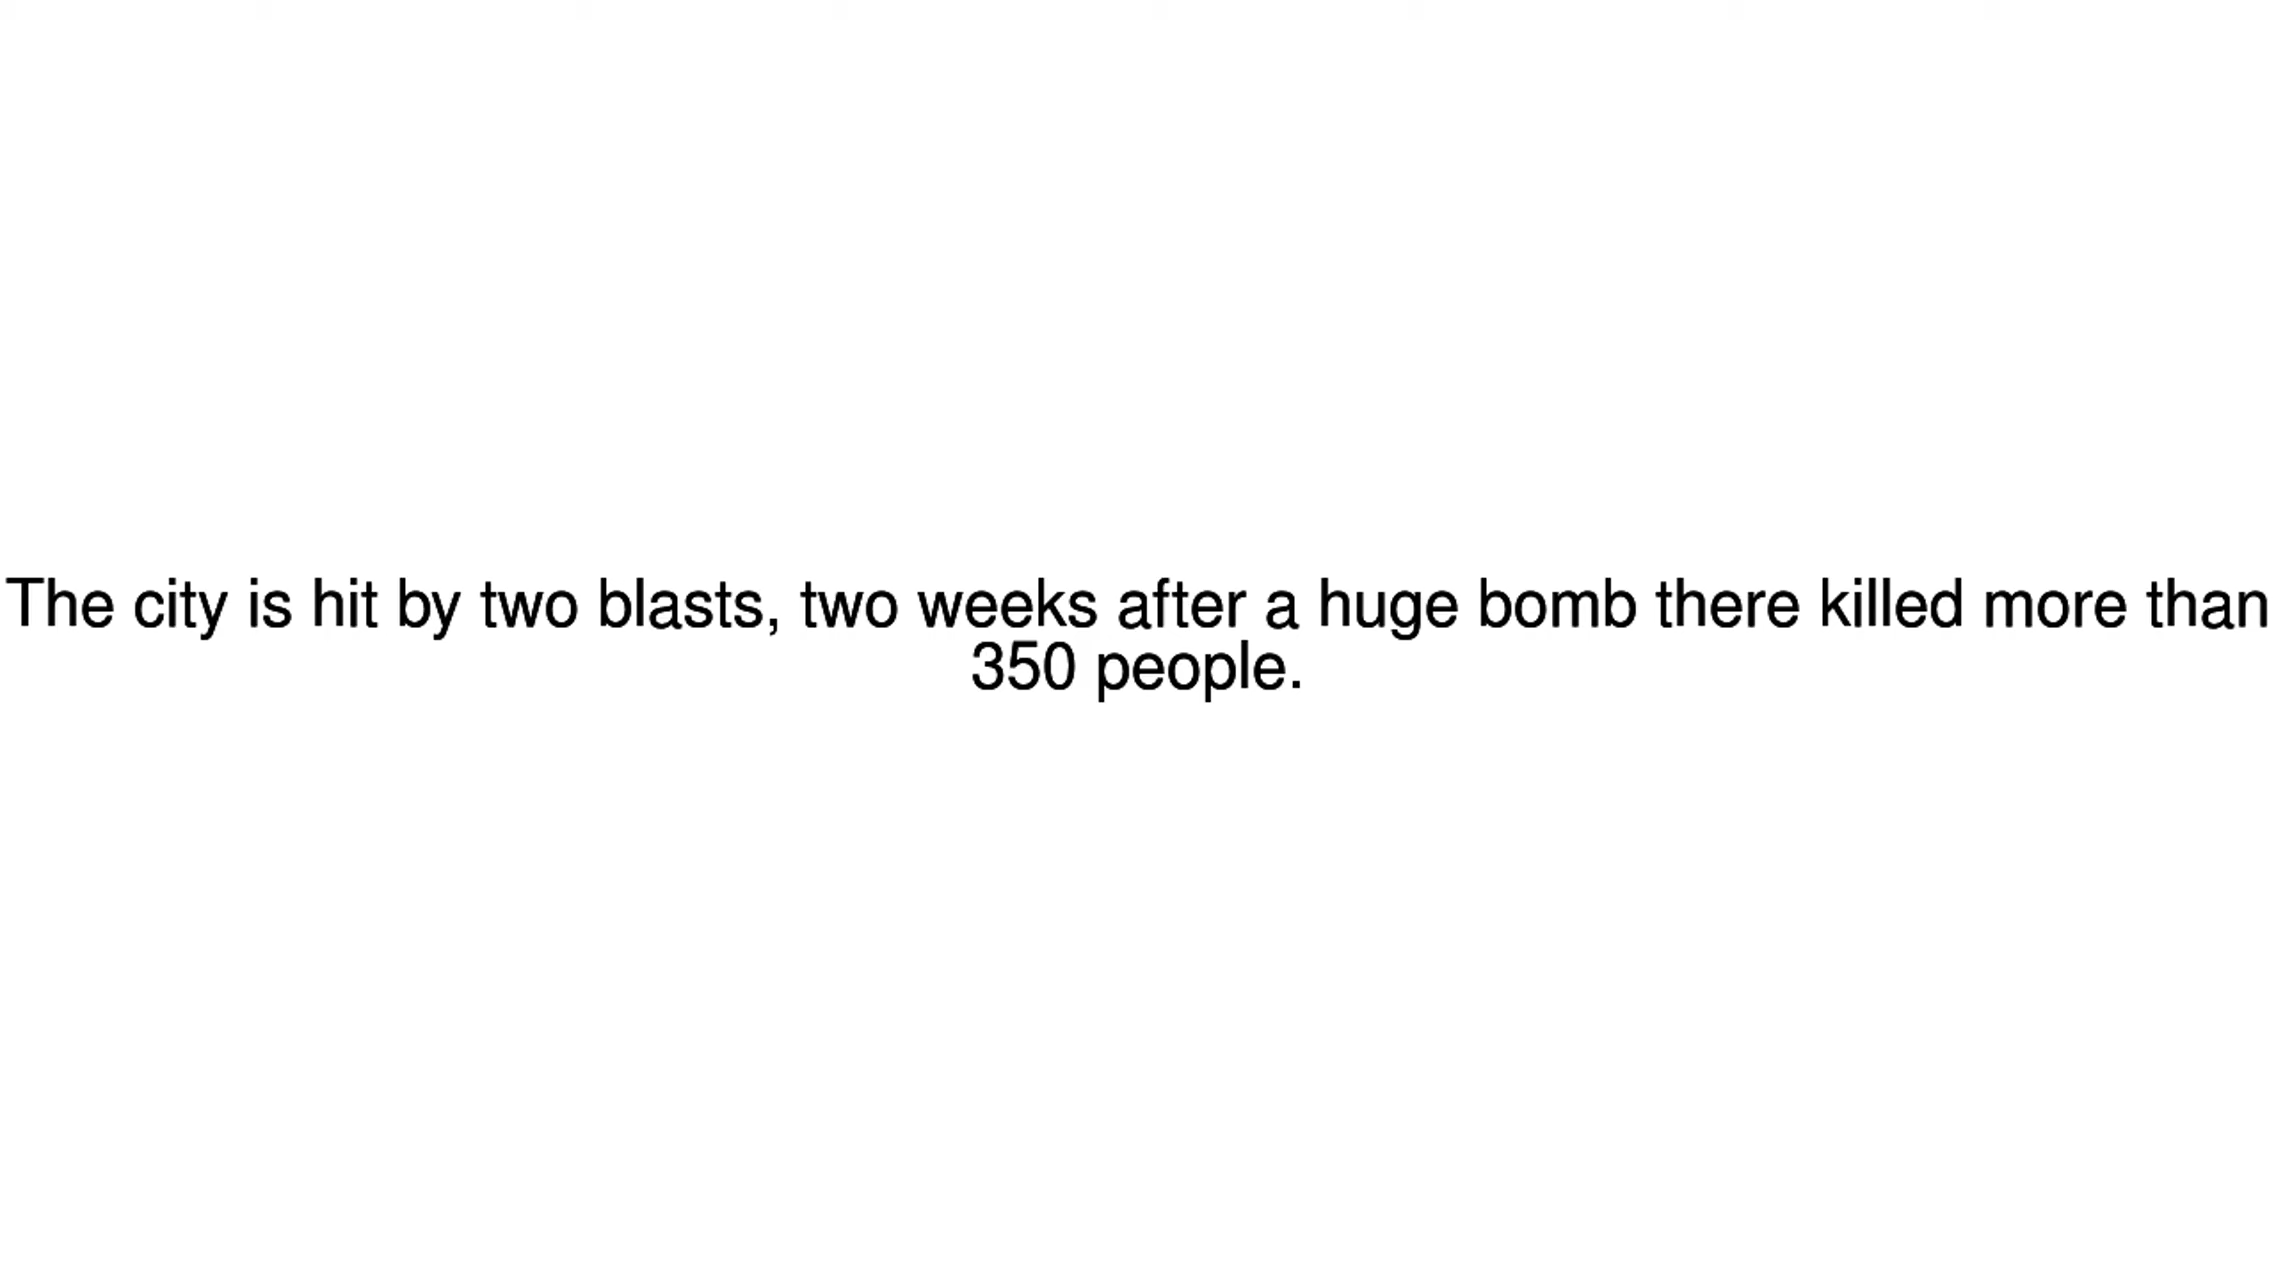 The city is hit by two blasts, two weeks after a huge bomb there killed more than
350 people.